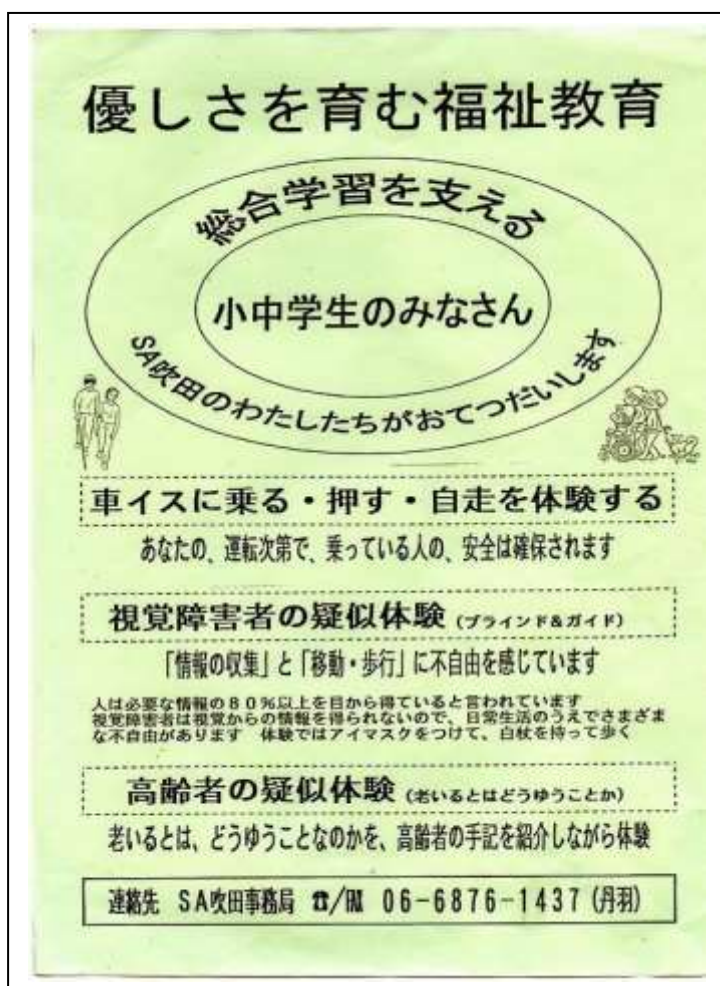 優しさを育む福祉教育
総合学習を支える
小中学生のみなさん
SA吹田のわたしたちがおてつだいします
車イスに乗る・押す・自走を体験する
あなたの、運転次第で、乗っている人の、安全は確保されます
視覚障害者の疑似体験(ブラインド&ガイド)
「情報の収集」と「移動・歩行」に不自由を感じています
人は必要な情報の80%以上を目から得ていると言われています
視覚障害者は視覚からの情報を得られないので、日常生活のうえでさまざま
な不自由があります 体験ではアイマスクをつけて、白杖を持って歩く
高齢者の疑似体験(老いるとはどうゆうことか)
老いるとは、どうゆうことなのかを、高齢者の手記を紹介しながら体験
連絡先 SA吹田事務局 ☎/FAX 06-6876-1437(丹羽)